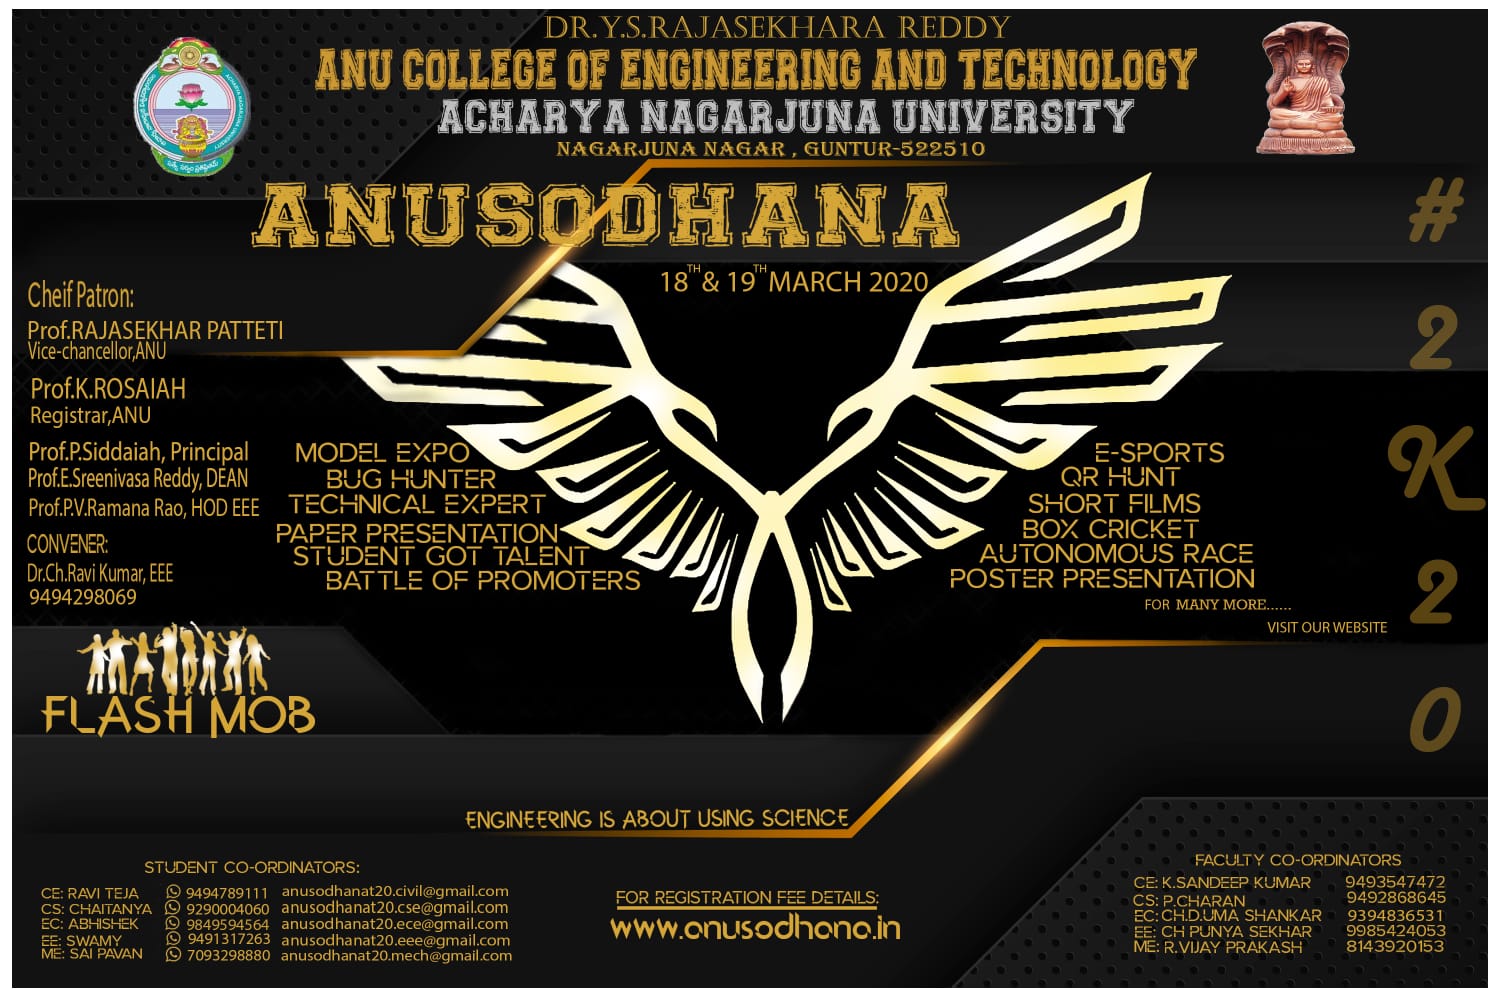 DR.Y.S.RAJASEKHARA REDDY
ANU COLLEGE OF ENGINEERING AND TECHNOLOGY
ACHARYA NAGARJUNA UNIVERSITY
NAGARJUNA NAGAR , GUNTUR-522510
ANUSODHANA
18TH & 19TH MARCH 2020
#
2
K
2
0
Cheif Patron:
Prof.RAJASEKHAR PATTETI
Vice-chancellor,ANU
Prof.K.ROSAIAH
Registrar,ANU
Prof.P.Siddaiah, Principal
Prof.E.Sreenivasa Reddy, DEAN
Prof.P.V.Ramana Rao, HOD EEE
CONVENER:
Dr.Ch.Ravi Kumar, EEE
9494298069
MODEL EXPO
BUG HUNTER
TECHNICAL EXPERT
PAPER PRESENTATION
STUDENT GOT TALENT
BATTLE OF PROMOTERS
E-SPORTS
QR HUNT
SHORT FILMS
BOX CRICKET
AUTONOMOUS RACE
POSTER PRESENTATION
FOR MANY MORE......
VISIT OUR WEBSITE
FLASH MOB
ENGINEERING IS ABOUT USING SCIENCE
STUDENT CO-ORDINATORS:
CE: RAVI TEJA 9494789111 anusodhanat20.civil@gmail.com
CS: CHAITANYA 9290004060 anusodhanat20.cse@gmail.com
EC: ABHISHEK 9849594564 anusodhanat20.ece@gmail.com
EE: SWAMY 9491317263 anusodhanat20.eee@gmail.com
ME: SAI PAVAN 7093298880 anusodhanat20.mech@gmail.com
FOR REGISTRATION FEE DETAILS:
www.anusodhana.in
FACULTY CO-ORDINATORS
CE: K.SANDEEP KUMAR 9493547472
CS: P.CHARAN 9492868645
EC: CH.D.UMA SHANKAR 9394836531
EE: CH PUNYA SEKHAR 9985424053
ME: R.VIJAY PRAKASH 8143920153